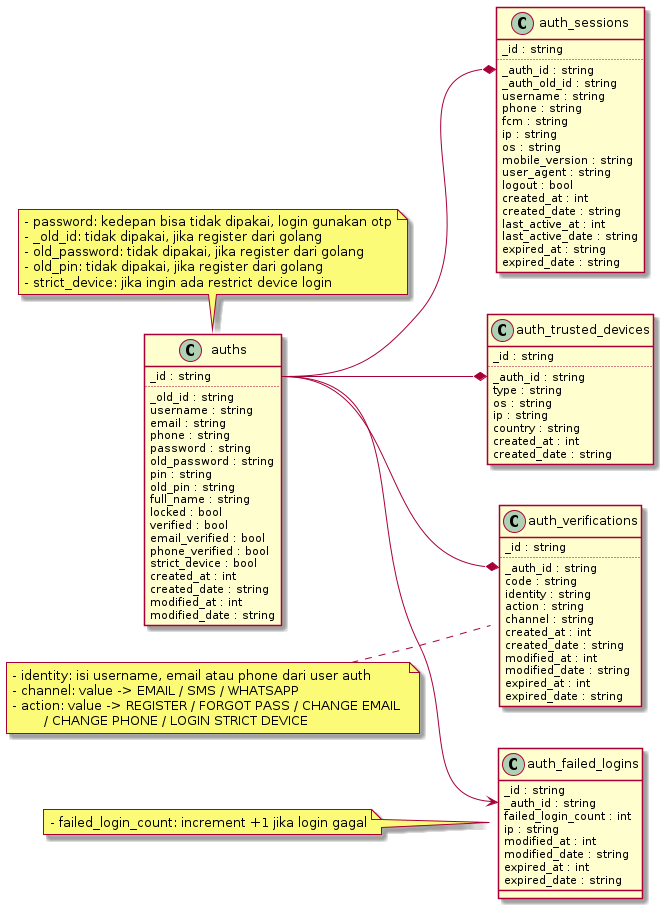 C auth_sessions
_id : string
_auth_id : string
_auth_old_id : string
username : string
phone : string
fcm : string
ip : string
os : string
mobile_version : string
user_agent : string
logout : bool
created_at : int
created_date : string
last_active_at : int
last_active_date : string
expired_at : string
expired_date : string
- password: kedepan bisa tidak dipakai, login gunakan otp
- _old_id: tidak dipakai, jika register dari golang
- old_password: tidak dipakai, jika register dari golang
- old_pin: tidak dipakai, jika register dari golang
- strict_device: jika ingin ada restrict device login
C auths
_id : string
_old_id : string
username : string
email : string
phone : string
password : string
old_password : string
pin : string
old_pin : string
full_name : string
locked : bool
verified : bool
email_verified : bool
phone_verified : bool
strict_device : bool
created_at : int
created_date : string
modified_at : int
modified_date : string
C auth_trusted_devices
_id : string
_auth_id : string
type : string
os : string
ip : string
country : string
created_at : int
created_date : string
C auth_verifications
_id : string
_auth_id : string
code : string
identity : string
action : string
channel : string
created_at : int
created_date : string
modified_at : int
modified_date : string
expired_at : int
expired_date : string
- identity: isi username, email atau phone dari user auth
- channel: value -> EMAIL / SMS / WHATSAPP
- action: value -> REGISTER / FORGOT PASS / CHANGE EMAIL
/ CHANGE PHONE / LOGIN STRICT DEVICE
C auth_failed_logins
_id : string
_auth_id : string
failed_login_count : int
ip : string
modified_at : int
modified_date : string
expired_at : int
expired_date : string
- failed_login_count: increment +1 jika login gagal